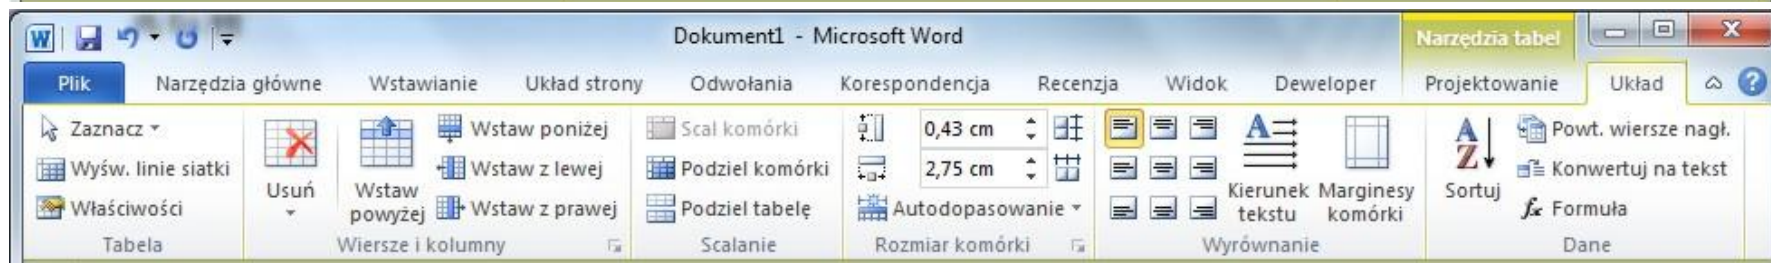 Dokument1 - Microsoft Word
Narzędzia tabel
Plik Narzędzia główne Wstawianie Układ strony Odwołania Korespondencja Recenzja Widok Deweloper Projektowanie Układ
Zaznacz
Wyśw. linie siatki
Właściwości
Tabela
Usuń
Wstaw
powyżej
Wstaw poniżej
Wstaw z lewej
Wstaw z prawej
Wiersze i kolumny
Scal komórki
Podziel komórki
Podziel tabelę
Scalanie
0,43 cm
2,75 cm
Autodopasowanie
Rozmiar komórki
Kierunek
tekstu
Marginesy
komórki
Wyrównanie
A
Z
Sortuj
Powt. wiersze nagł.
Konwertuj na tekst
fx Formuła
Dane